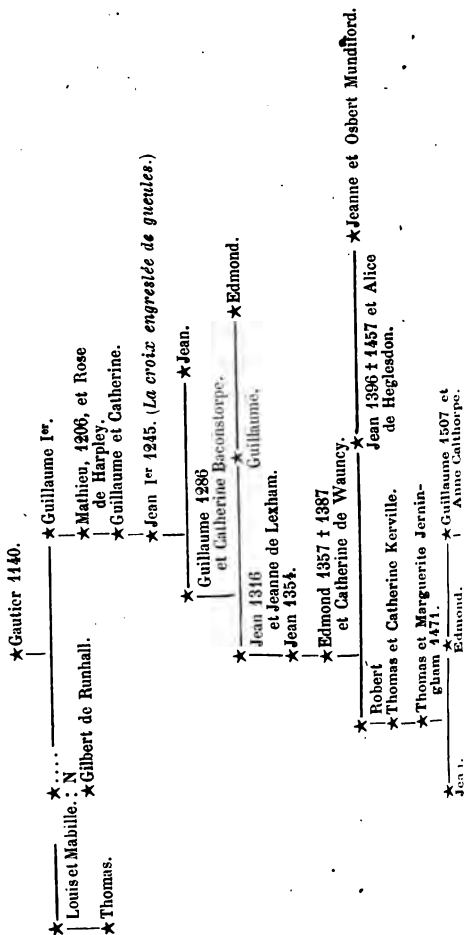 ★Gautier 1140.
★.... ★Guillaume Ier.
Louis et Mabille. : N ★Mathieu, 1206, et Rose
de Harpley.
★Thomas. ★Gilbert de Runhall. ★Guillaume et Catherine.
★Jean Ier 1245. (La croix engreslée de gueules.)
★ ★Jean.
Guillaume 1286
et Catherine Baconstorpe.
★ ★ ★Edmond.
Jean 1316 Guillaume.
et Jeanne de Lexham.
★Jean 1354.
★Edmond 1357 † 1387
et Catherine de Wauncy.
★ ★ ★Jeanne et Osbert Mundiford.
Robert Jean 1396 † 1457 et Alice
de Heglesdon.
★Thomas et Catherine Kerville.
★Thomas et Marguerite Jernin-
gham 1471.
★ ★ ★Guillaume 1507 et
Jean. Edmond. Anne Calthorpe.